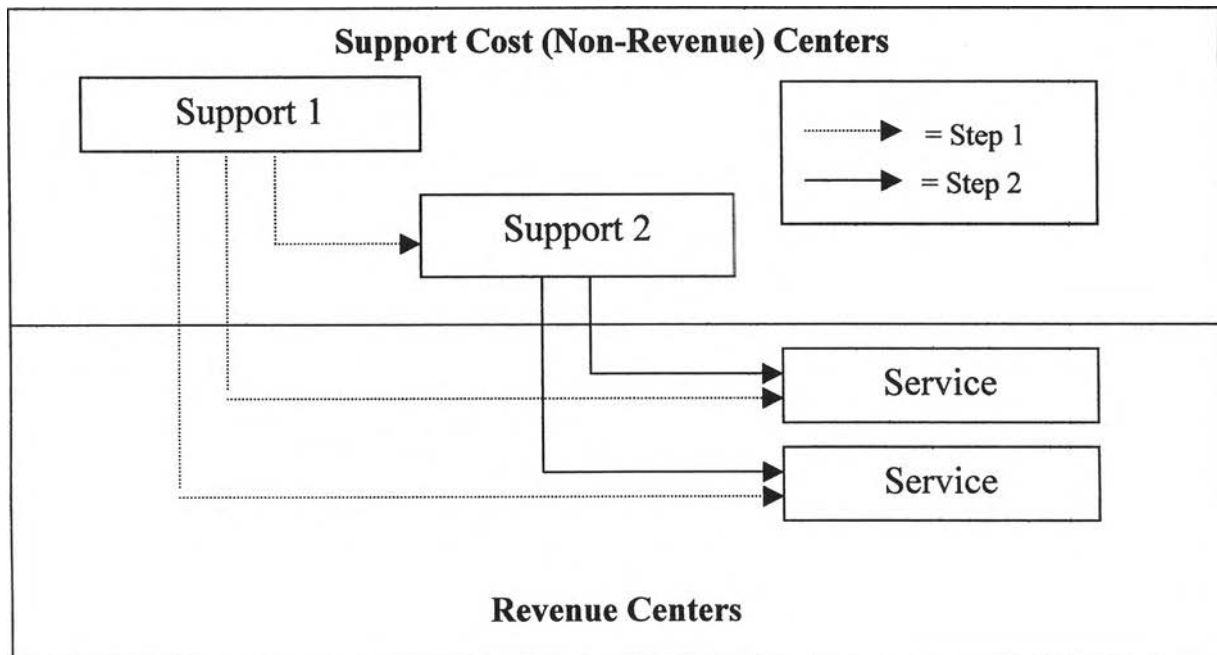 Support Cost (Non-Revenue) Centers
Support 1
= Step 1
= Step 2
Support 2
Service
Service
Revenue Centers